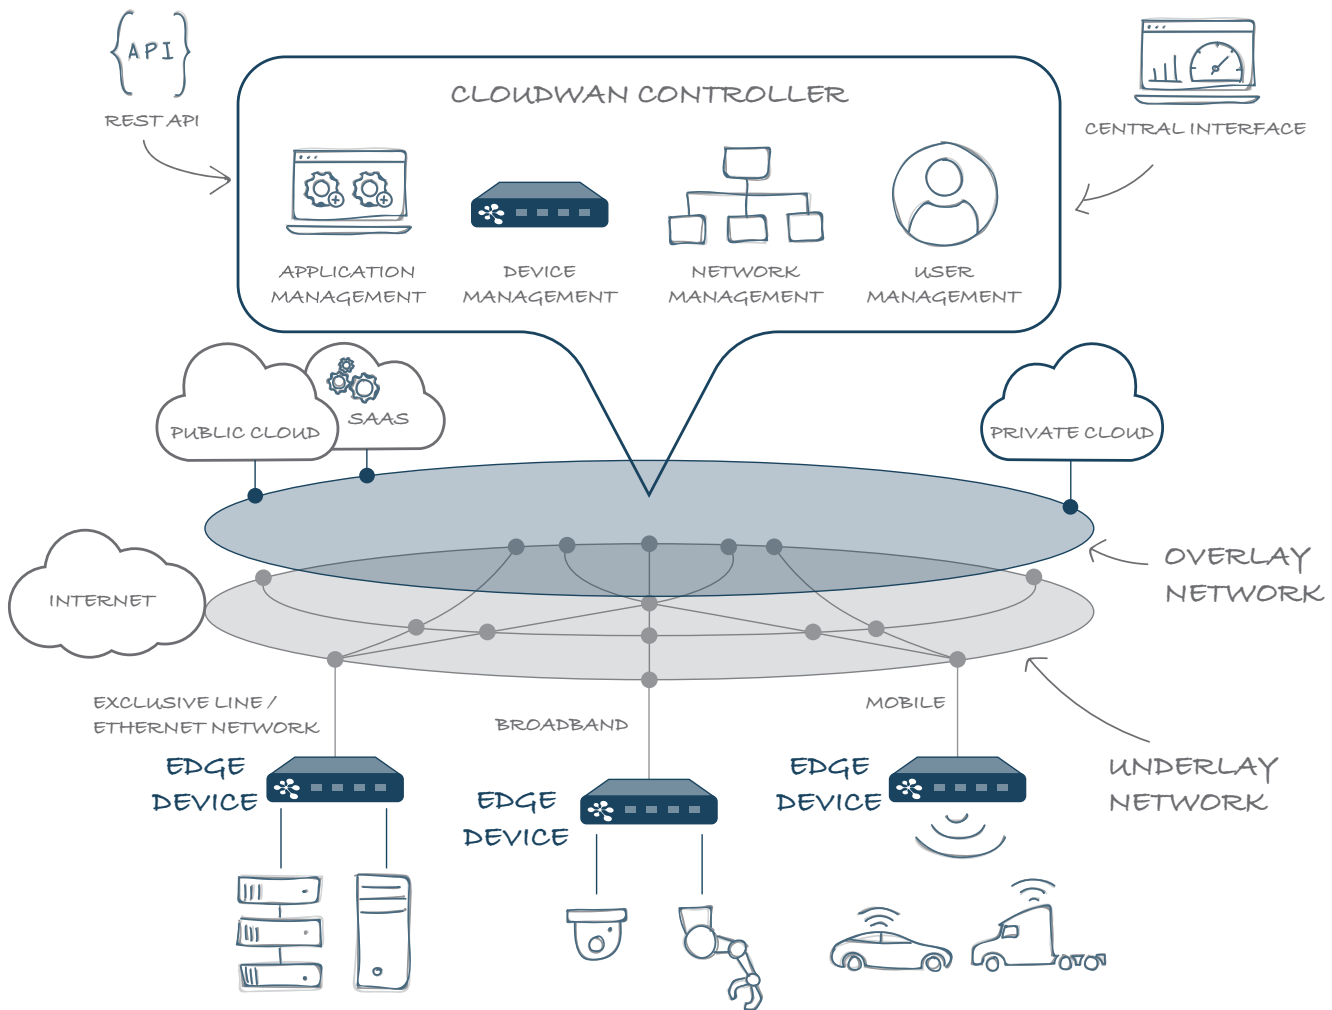 API
REST API
CLOUDWAN CONTROLLER
CENTRAL INTERFACE
APPLICATION
MANAGEMENT
DEVICE
MANAGEMENT
NETWORK
MANAGEMENT
USER
MANAGEMENT
PUBLIC CLOUD
SAAS
PRIVATE CLOUD
INTERNET
OVERLAY
NETWORK
EXCLUSIVE LINE /
ETHERNET NETWORK
BROADBAND
MOBILE
UNDERLAY
NETWORK
EDGE
DEVICE
EDGE
DEVICE
EDGE
DEVICE